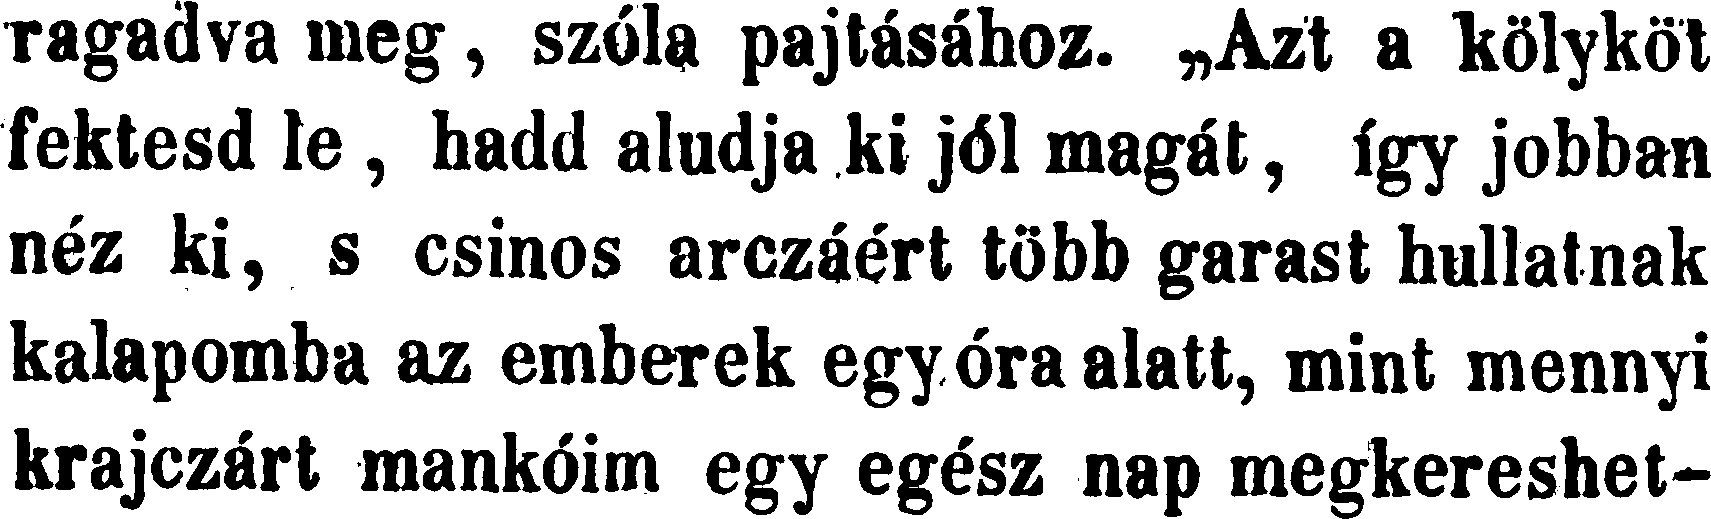 ragadva meg, szóla pajtásához. „Azt a kölyköt
fektesd le, hadd aludja ki jól magát, így jobban
néz ki, s csinos arczáért több garast hullatnak
kalapomba az emberek egy óra alatt, mint mennyi
krajczárt mankóim egy egész nap megkereshet-